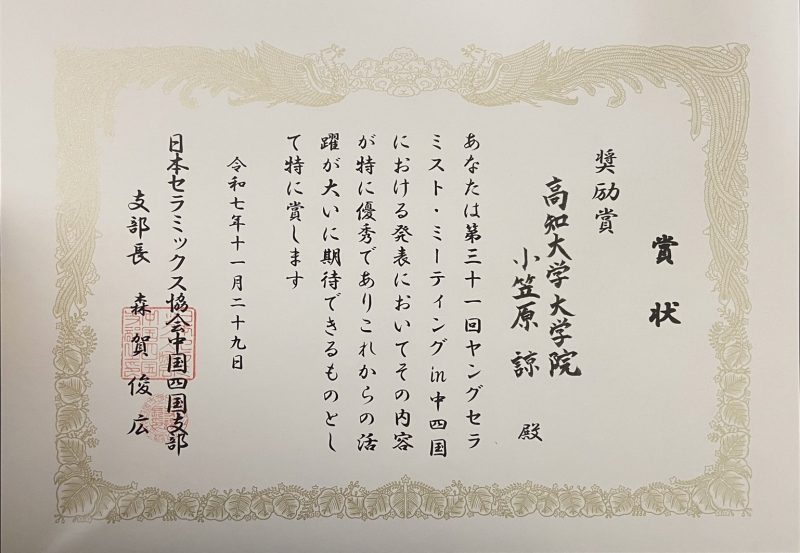 賞状
奨励賞
高知大学大学院
小笠原 諒 殿
あなたは第三十一回ヤングセラ
ミスト・ミーティングin中四国
における発表においてその内容
が特に優秀でありこれからの活
躍が大いに期待できるものとし
て特に賞します
令和七年十一月二十九日
日本セラミックス協会中国四国支部
支部長 森賀俊広